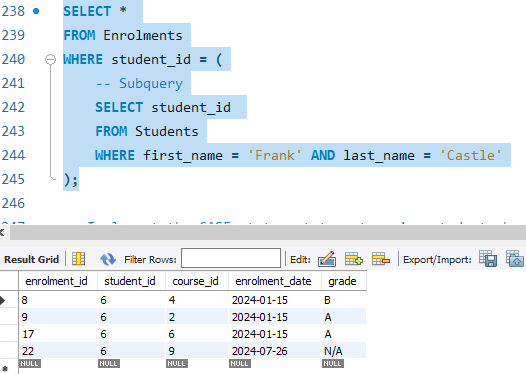 238 SELECT *
239 FROM Enrolments
240 WHERE student_id = (
241 -- Subquery
242 SELECT student_id
243 FROM Students
244 WHERE first_name = 'Frank' AND last_name = 'Castle'
245 );
246
Result Grid Filter Rows: Edit: Export/Import:
enrolment_id student_id course_id enrolment_date grade
8 6 4 2024-01-15 B
9 6 2 2024-01-15 A
17 6 6 2024-01-15 A
22 6 9 2024-07-26 N/A
NULL NULL NULL NULL NULL